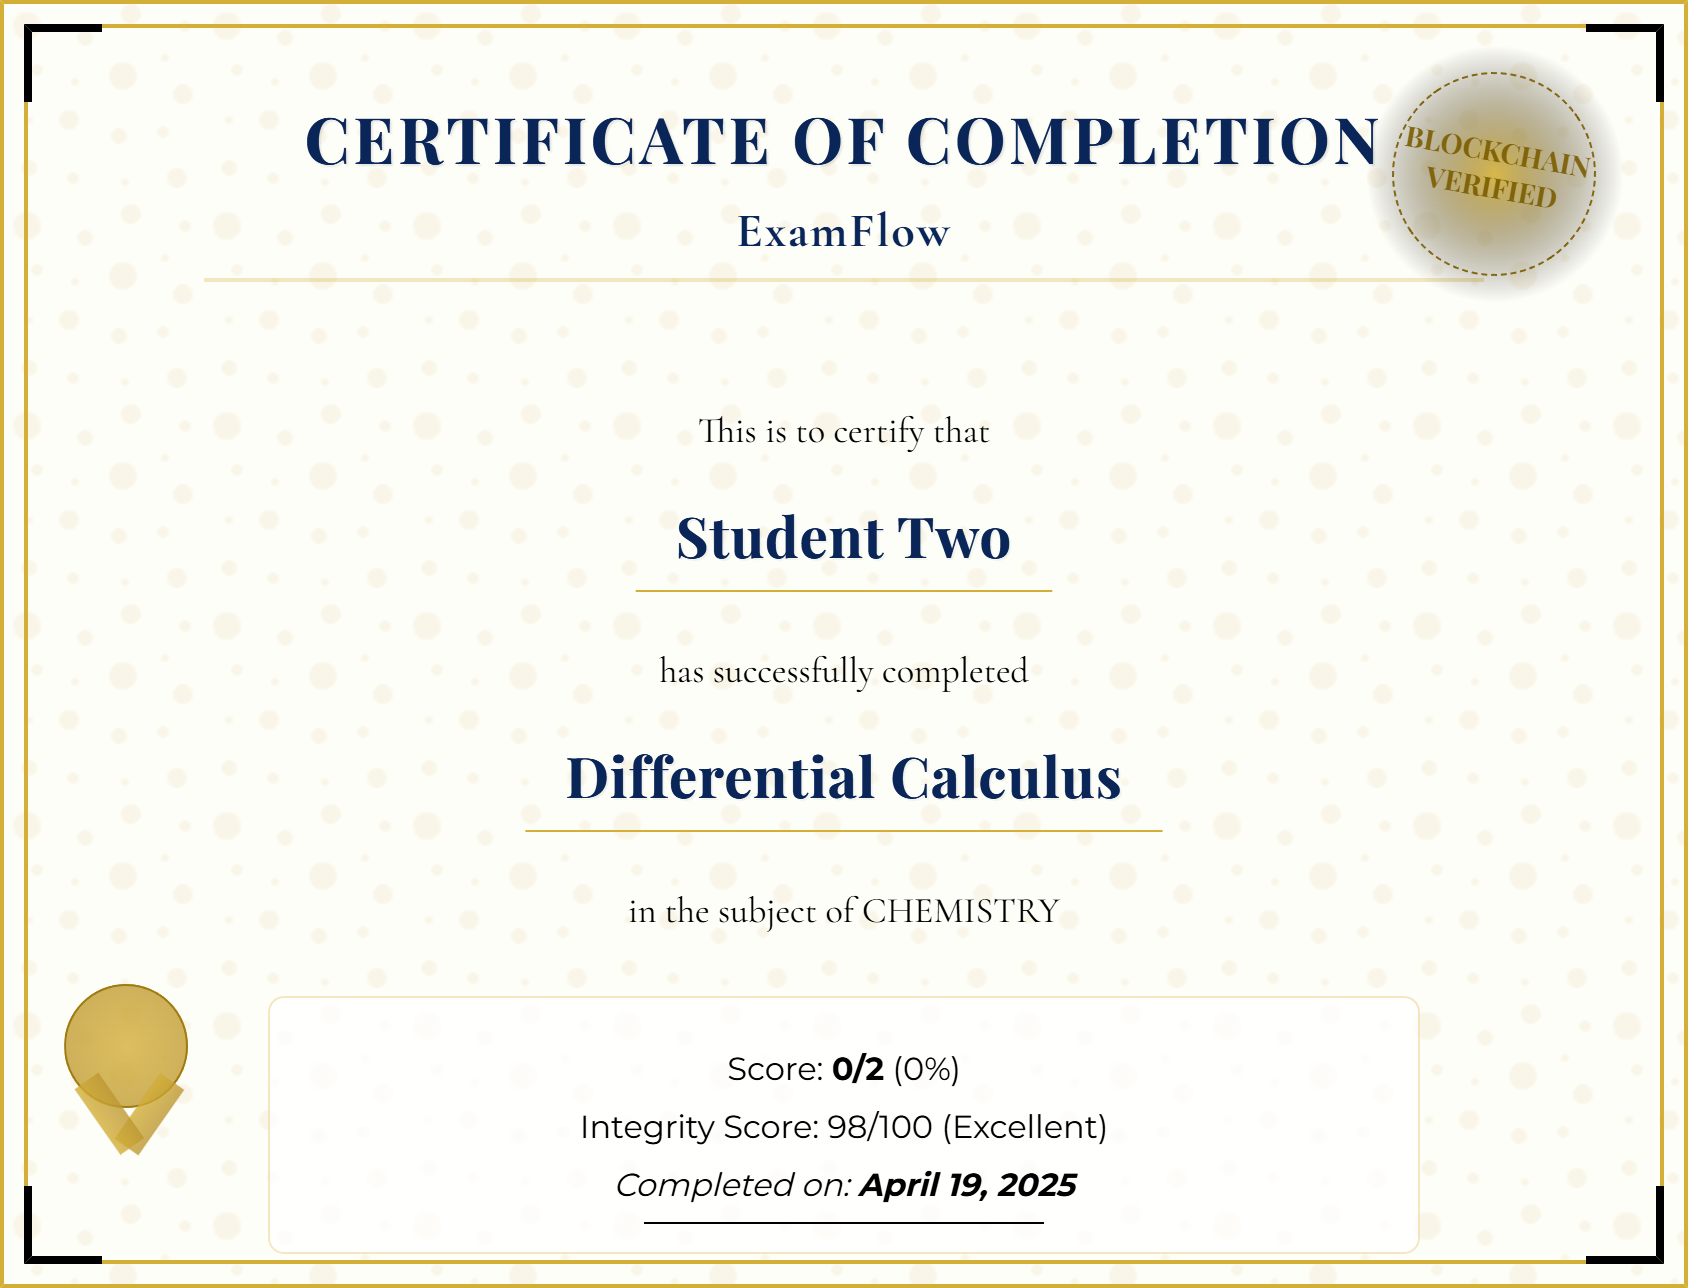 CERTIFICATE OF COMPLETION
BLOCKCHAIN
VERIFIED
ExamFlow
This is to certify that
Student Two
has successfully completed
Differential Calculus
in the subject of CHEMISTRY
Score: 0/2 (0%)
Integrity Score: 98/100 (Excellent)
Completed on: April 19, 2025